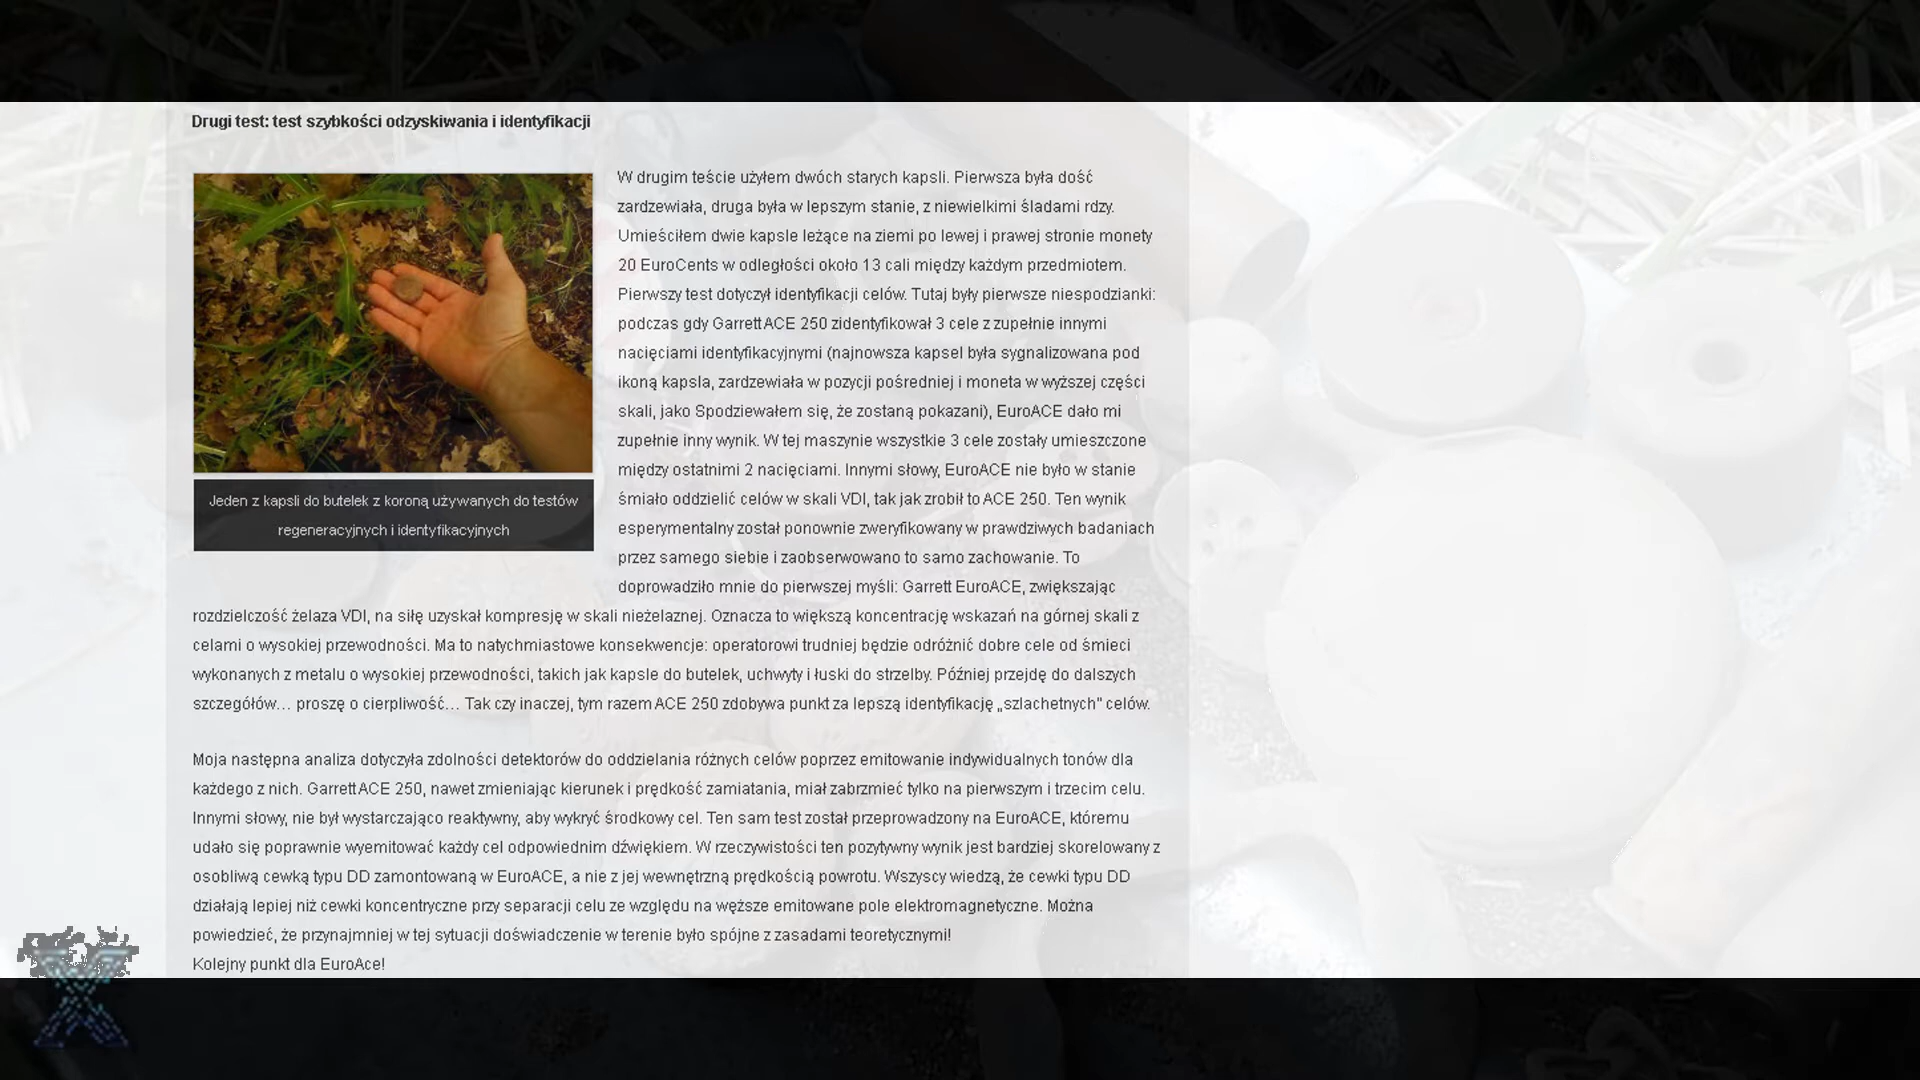 Drugi test: test szybkości odzyskiwania i identyfikacji
Jeden z kapsli do butelek z koroną używanych do testów
regeneracyjnych i identyfikacyjnych
W drugim teście użyłem dwóch starych kapsli. Pierwsza była dość
zardzewiała, druga była w lepszym stanie, z niewielkimi śladami rdzy.
Umieściłem dwie kapsle leżące na ziemi po lewej i prawej stronie monety
20 EuroCents w odległości około 13 cali między każdym przedmiotem.
Pierwszy test dotyczył identyfikacji celów. Tutaj były pierwsze niespodzianki:
podczas gdy Garrett ACE 250 zidentyfikował 3 cele z zupełnie innymi
nacięciami identyfikacyjnymi (najnowsza kapsel była sygnalizowana pod
ikoną kapsla, zardzewiała w pozycji pośredniej i moneta w wyższej części
skali, jako Spodziewałem się, że zostaną pokazani), EuroACE dało mi
zupełnie inny wynik. W tej maszynie wszystkie 3 cele zostały umieszczone
między ostatnimi 2 nacięciami. Innymi słowy, EuroACE nie było w stanie
śmiało oddzielić celów w skali VDI, tak jak zrobił to ACE 250. Ten wynik
esperymentalny został ponownie zweryfikowany w prawdziwych badaniach
przez samego siebie i zaobserwowano to samo zachowanie. To
doprowadziło mnie do pierwszej myśli: Garrett EuroACE, zwiększając
rozdzielczość żelaza VDI, na siłę uzyskał kompresję w skali nieżelaznej. Oznacza to większą koncentrację wskazań na górnej skali z
celami o wysokiej przewodności. Ma to natychmiastowe konsekwencje: operatorowi trudniej będzie odróżnić dobre cele od śmieci
wykonanych z metalu o wysokiej przewodności, takich jak kapsle do butelek, uchwyty i łuski do strzelby. Później przejdę do dalszych
szczegółów… proszę o cierpliwość… Tak czy inaczej, tym razem ACE 250 zdobywa punkt za lepszą identyfikację „szlachetnych” celów.
Moja następna analiza dotyczyła zdolności detektorów do oddzielania różnych celów poprzez emitowanie indywidualnych tonów dla
każdego z nich. Garrett ACE 250, nawet zmieniając kierunek i prędkość zamiatania, miał zabrzmieć tylko na pierwszym i trzecim celu.
Innymi słowy, nie był wystarczająco reaktywny, aby wykryć środkowy cel. Ten sam test został przeprowadzony na EuroACE, któremu
udało się poprawnie wyemitować każdy cel odpowiednim dźwiękiem. W rzeczywistości ten pozytywny wynik jest bardziej skorelowany z
osobliwą cewką typu DD zamontowaną w EuroACE, a nie z jej wewnętrzną prędkością powrotu. Wszyscy wiedzą, że cewki typu DD
działają lepiej niż cewki koncentryczne przy separacji celu ze względu na węższe emitowane pole elektromagnetyczne. Można
powiedzieć, że przynajmniej w tej sytuacji doświadczenie w terenie było spójne z zasadami teoretycznymi!
Kolejny punkt dla EuroAce!